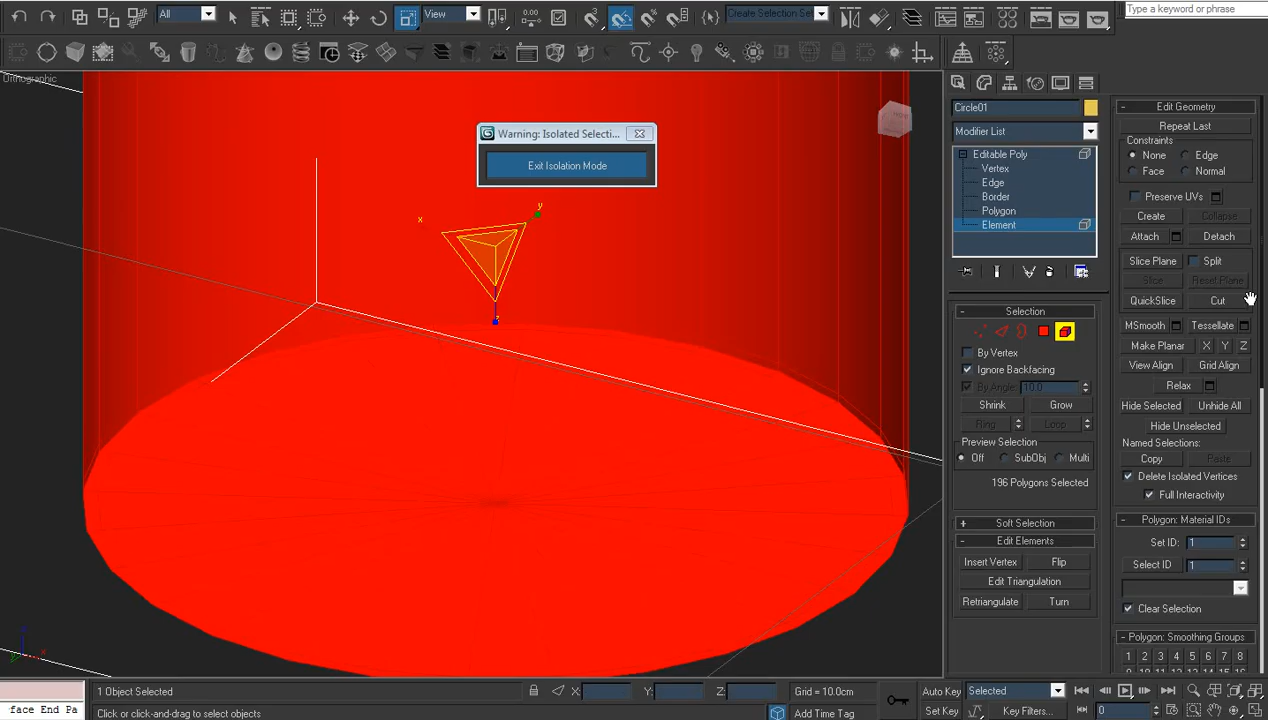 All
View
Create Selection Set
Type a keyword or phrase
Orthographic
Warning: Isolated Selecti...
Exit Isolation Mode
x
y
z
Circle01
Modifier List
Editable Poly
Vertex
Edge
Border
Polygon
Element
Selection
By Vertex
Ignore Backfacing
By Angle: 10.0
Shrink Grow
Ring Loop
Preview Selection
Off SubObj Multi
196 Polygons Selected
+ Soft Selection
- Edit Elements
Insert Vertex Flip
Edit Triangulation
Retriangulate Turn
- Edit Geometry
Repeat Last
Constraints
None Edge
Face Normal
Preserve UVs
Create Collapse
Attach Detach
Slice Plane Split
Slice Reset Plane
QuickSlice Cut
MSmooth Tessellate
Make Planar X Y Z
View Align Grid Align
Relax
Hide Selected Unhide All
Hide Unselected
Named Selections:
Copy Paste
Delete Isolated Vertices
Full Interactivity
- Polygon: Material IDs
Set ID: 1
Select ID 1
Clear Selection
- Polygon: Smoothing Groups
1 2 3 4 5 6 7 8
1 Object Selected X: Y: Z: Grid = 10.0cm Auto Key Selected
face End Pa Click or click-and-drag to select objects Add Time Tag Set Key Key Filters... 0